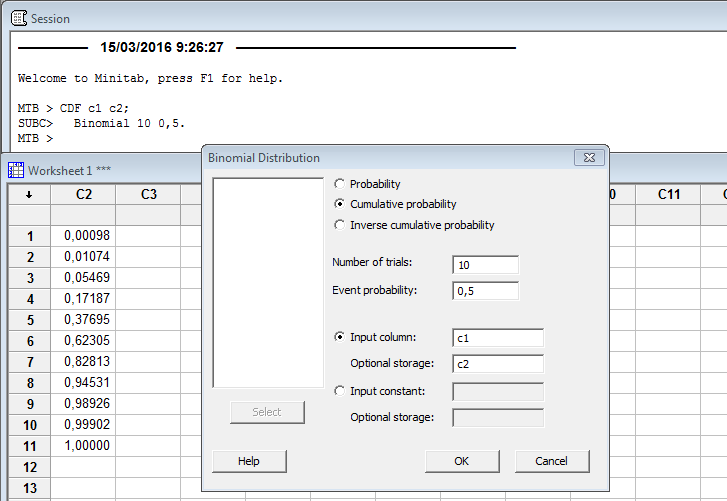 Session
15/03/2016 9:26:27
Welcome to Minitab, press F1 for help.
MTB > CDF c1 c2;
SUBC> Binomial 10 0,5.
MTB >
Worksheet 1 ***
C2 C3 0 C11
1 0,00098
2 0,01074
3 0,05469
4 0,17187
5 0,37695
6 0,62305
7 0,82813
8 0,94531
9 0,98926
10 0,99902
11 1,00000
12
13
Binomial Distribution
Probability
Cumulative probability
Inverse cumulative probability
Number of trials: 10
Event probability: 0,5
Input column: c1
Optional storage: c2
Input constant:
Optional storage:
Select
Help OK Cancel